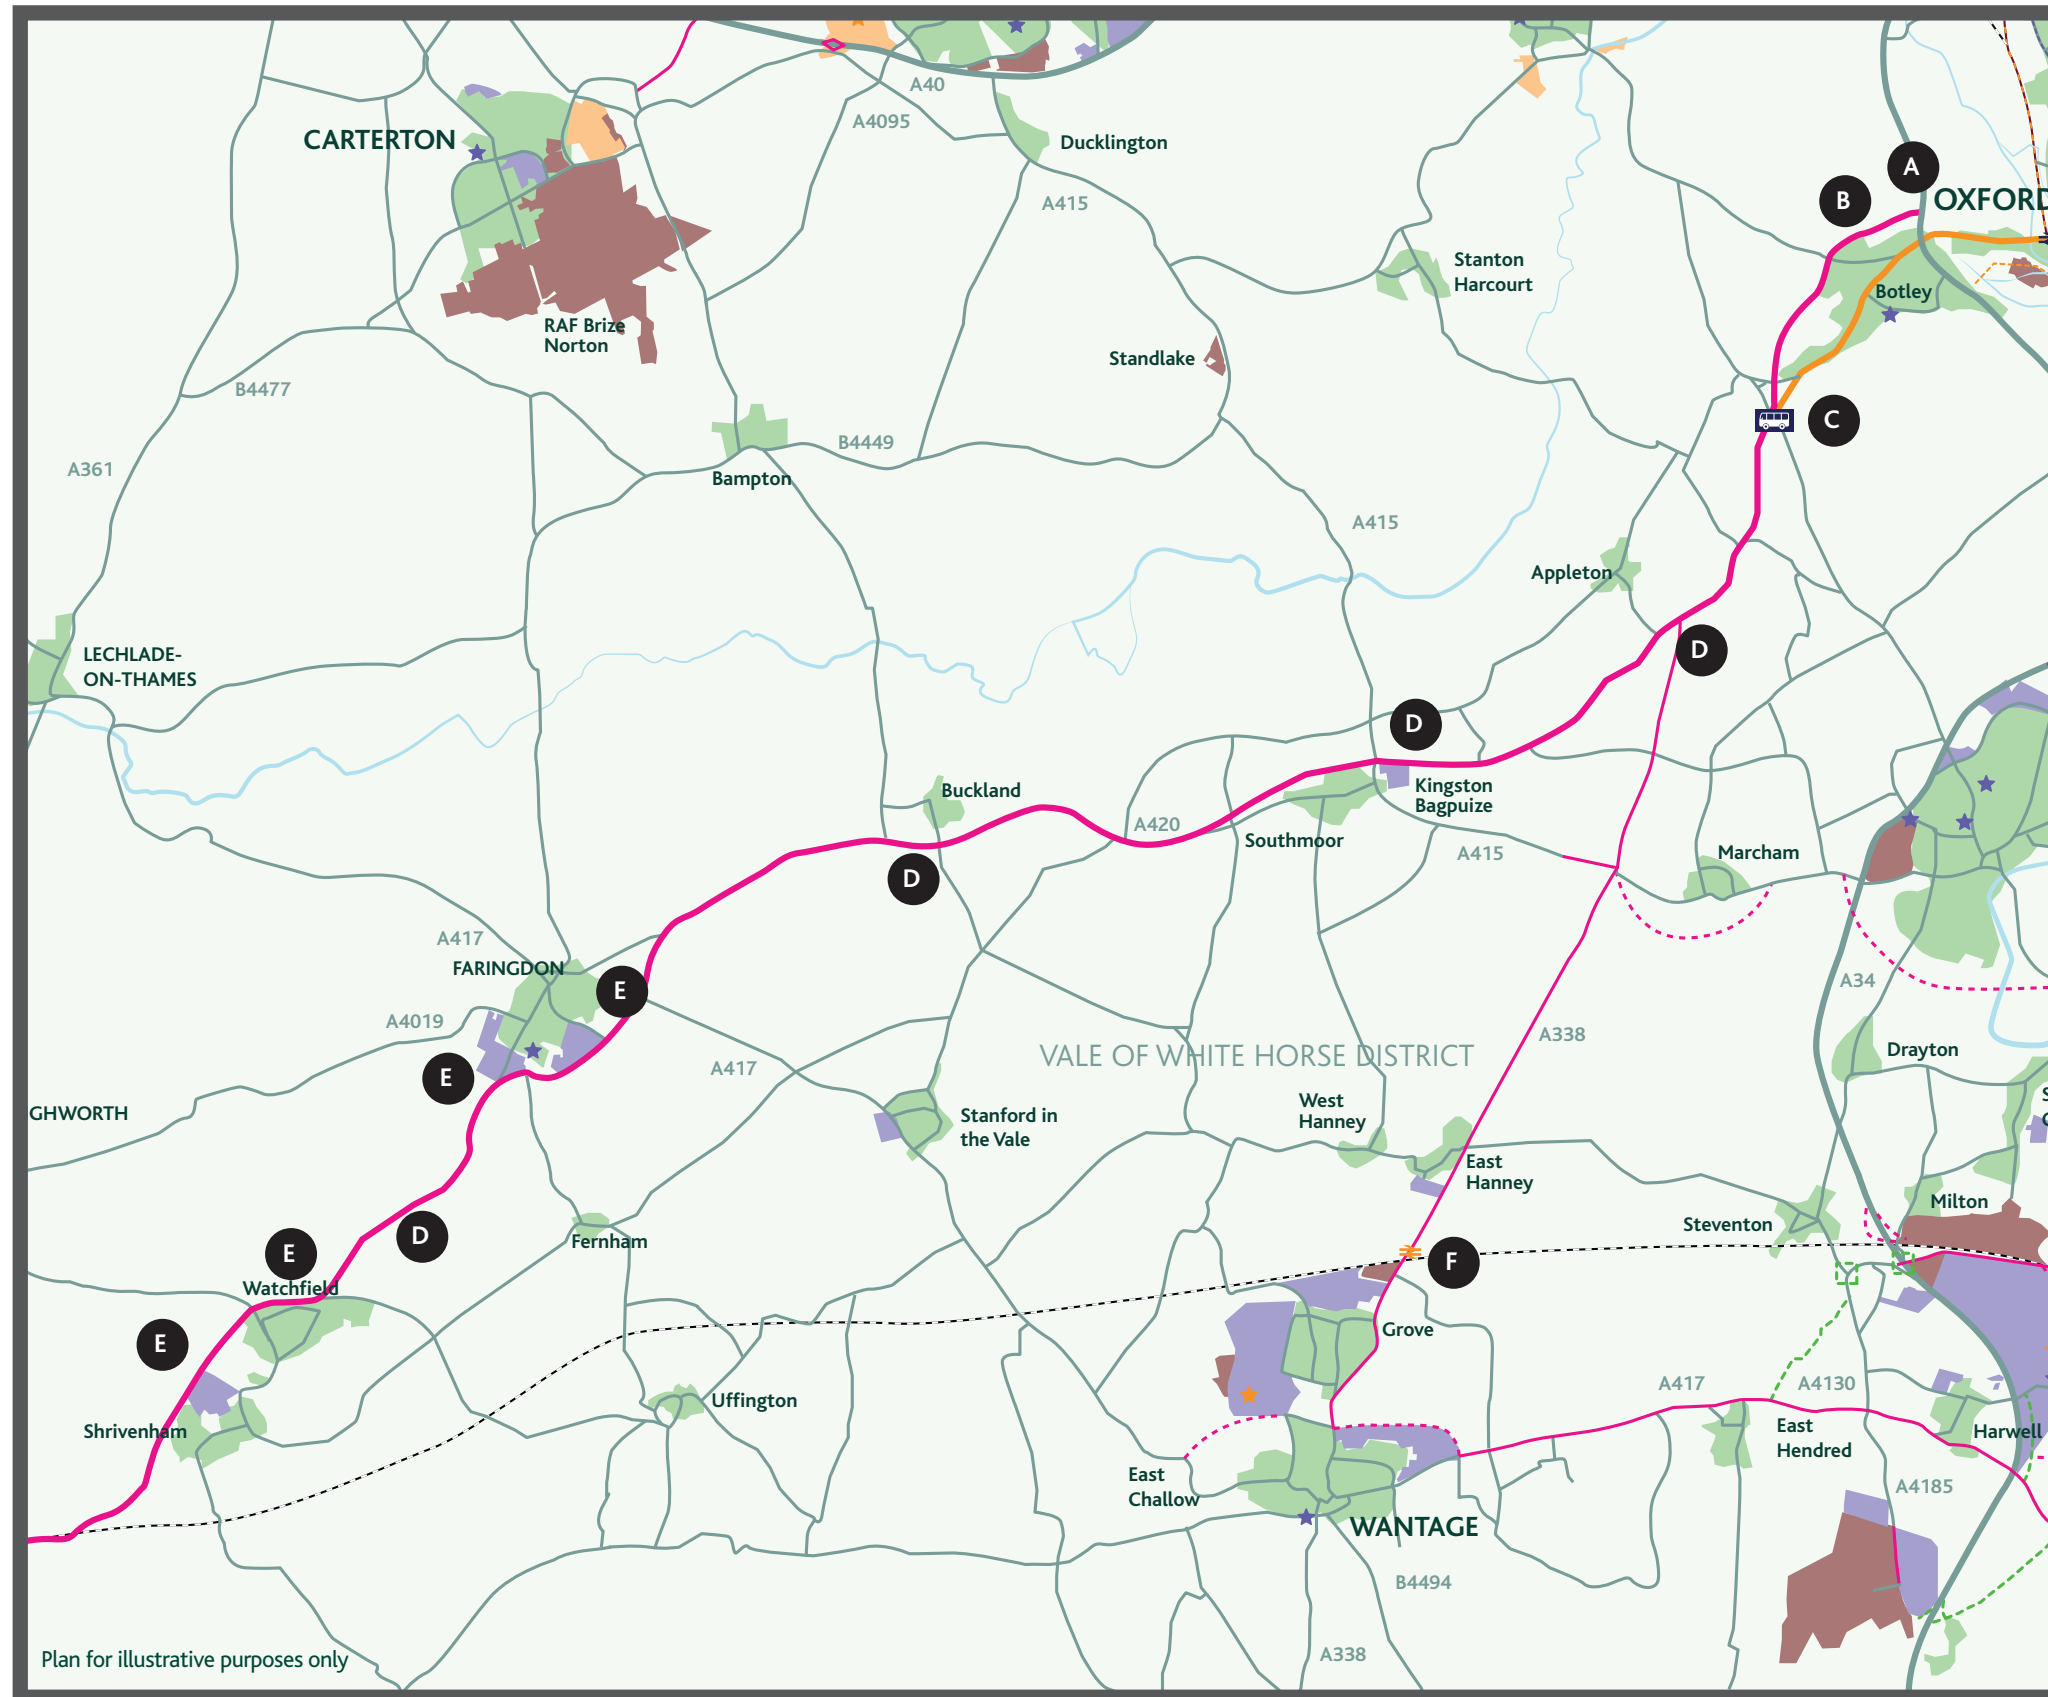 A40
A4095
CARTERTON
Ducklington
A415
A
B
OXFORD
Stanton
Harcourt
Botley
RAF Brize
Norton
Standlake
B4477
C
B4449
A361
Bampton
A415
Appleton
LECHLADE-
ON-THAMES
D
D
Buckland
Kingston
Bagpuize
A420
Southmoor
A415
Marcham
D
A417
FARINGDON
E
A34
A4019
A338
Drayton
VALE OF WHITE HORSE DISTRICT
A417
E
GHWORTH
West
Hanney
Stanford in
the Vale
East
Hanney
Milton
Steventon
D
Fernham
E
F
Watchfield
Grove
E
A417
A4130
Uffington
Shrivenham
East
Hendred
Harwell
East
Challow
A4185
WANTAGE
B4494
A338
Plan for illustrative purposes only